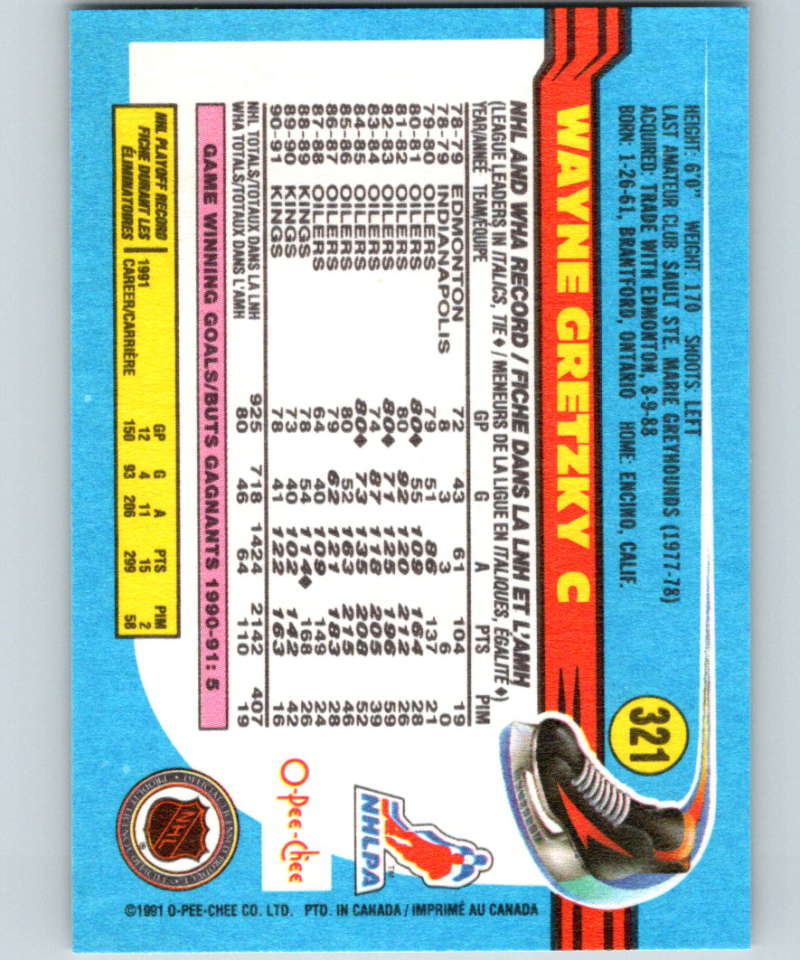 HEIGHT: 6'0" WEIGHT: 170 SHOOTS: LEFT
LAST AMATEUR CLUB: SAULT STE. MARIE GREYHOUNDS (1977-78)
ACQUIRED: TRADE WITH EDMONTON, 8-9-88
BORN: 1-26-61, BRANTFORD, ONTARIO HOME: ENCINO, CALIF.
321
WAYNE GRETZKY C
NHL AND WHA RECORD / FICHE DANS LA LNH ET L'AMH
(LEAGUE LEADERS IN ITALICS, TIE ◆ / MENEURS DE LA LIGUE EN ITALIQUES, ÉGALITÉ ◆)
YEAR/ANNÉE TEAM/ÉQUIPE GP G A PTS PIM
78-79 EDMONTON 72 43 61 104 19
78-79 INDIANAPOLIS 8 3 3 6 0
79-80 OILERS 79 51 86 137 21
80-81 OILERS 80◆ 55 109 164 28
81-82 OILERS 80 92 120 212 26
82-83 OILERS 80◆ 71 125 196 59
83-84 OILERS 74 87 118 205 39
84-85 OILERS 80◆ 73 135 208 52
85-86 OILERS 80 52 163 215 46
86-87 OILERS 79 62 121 183 28
87-88 OILERS 64 40 109 149 24
88-89 KINGS 78 54 114◆ 168 26
89-90 KINGS 73 40 102 142 42
90-91 KINGS 78 41 122 163 16
NHL TOTALS/TOTAUX DANS LA LNH 925 718 1424 2142 407
WHA TOTALS/TOTAUX DANS L'AMH 80 46 64 110 19
GAME WINNING GOALS/BUTS GAGNANTS 1990-91: 5
NHL PLAYOFF RECORD
FICHE DURANT LES
ÉLIMINATOIRES
GP G A PTS PIM
1991 12 4 11 15 2
CAREER/CARRIÈRE 150 93 206 299 58
NHLPA
TM
O-Pee-Chee
NHL
®
©1991 O-PEE-CHEE CO. LTD. PTD. IN CANADA / IMPRIMÉ AU CANADA